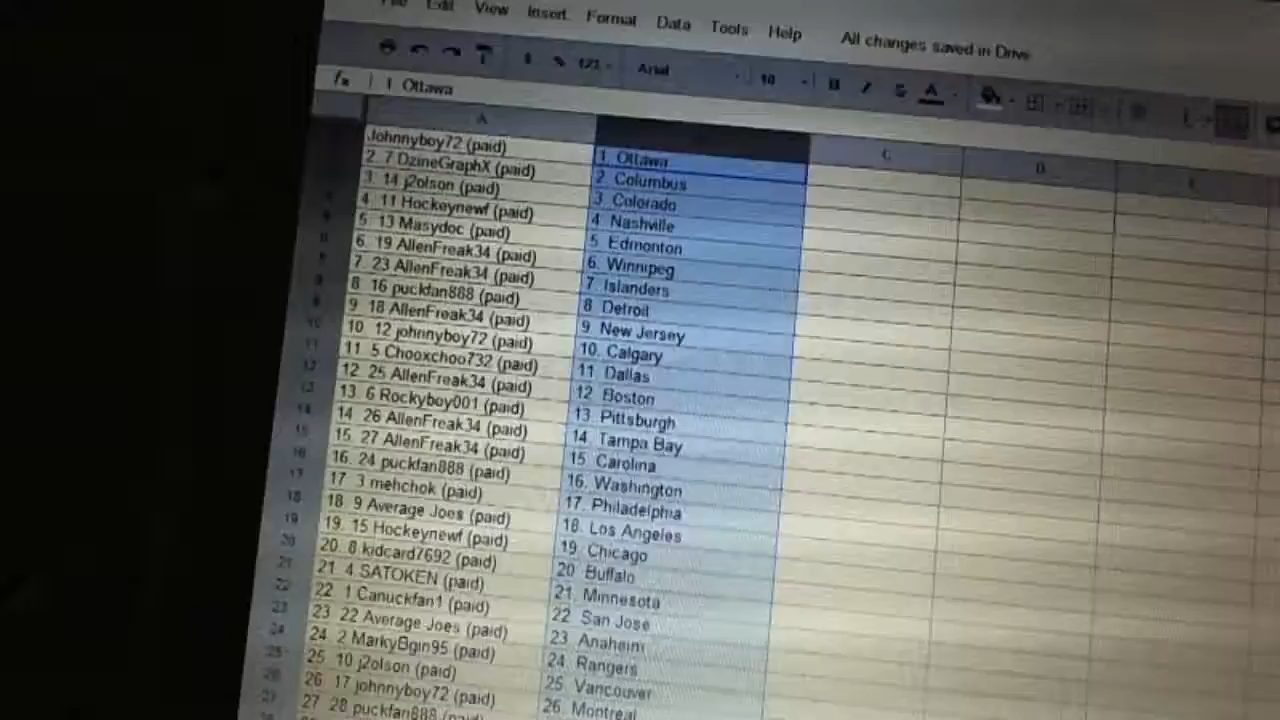 File Edit View Insert Format Data Tools Help All changes saved in Drive
$ % 123 Arial 10 B I S A
fx 1 Ottawa
A C D E
Johnnyboy72 (paid) 1. Ottawa
2. 7 DzineGraphX (paid) 2. Columbus
3 14 j2olson (paid) 3 Colorado
4 11 Hockeynewf (paid) 4 Nashville
5 13 Masydoc (paid) 5 Edmonton
6. 19 AllenFreak34 (paid) 6. Winnipeg
7. 23 AllenFreak34 (paid) 7 Islanders
8 16 puckfan888 (paid) 8 Detroit
9 18 AllenFreak34 (paid) 9 New Jersey
10 12 johnnyboy72 (paid) 10. Calgary
11 5 Chooxchoo732 (paid) 11 Dallas
12 25 AllenFreak34 (paid) 12 Boston
13. 6 Rockyboy001 (paid) 13 Pittsburgh
14 26 AllenFreak34 (paid) 14. Tampa Bay
15. 27 AllenFreak34 (paid) 15 Carolina
16. 24 puckfan888 (paid) 16. Washington
17 3 mehchok (paid) 17. Philadelphia
18 9 Average Joes (paid) 18. Los Angeles
19. 15 Hockeynewf (paid) 19 Chicago
20. 8 kidcard7692 (paid) 20 Buffalo
21. 4 SATOKEN (paid) 21. Minnesota
22 1 Canuckfan1 (paid) 22 San Jose
23 22 Average Joes (paid) 23 Anaheim
24. 2 MarkyBgin95 (paid) 24 Rangers
25 10 j2olson (paid) 25 Vancouver
26 17 johnnyboy72 (paid) 26. Montreal
27 28 puckfan888 (paid)